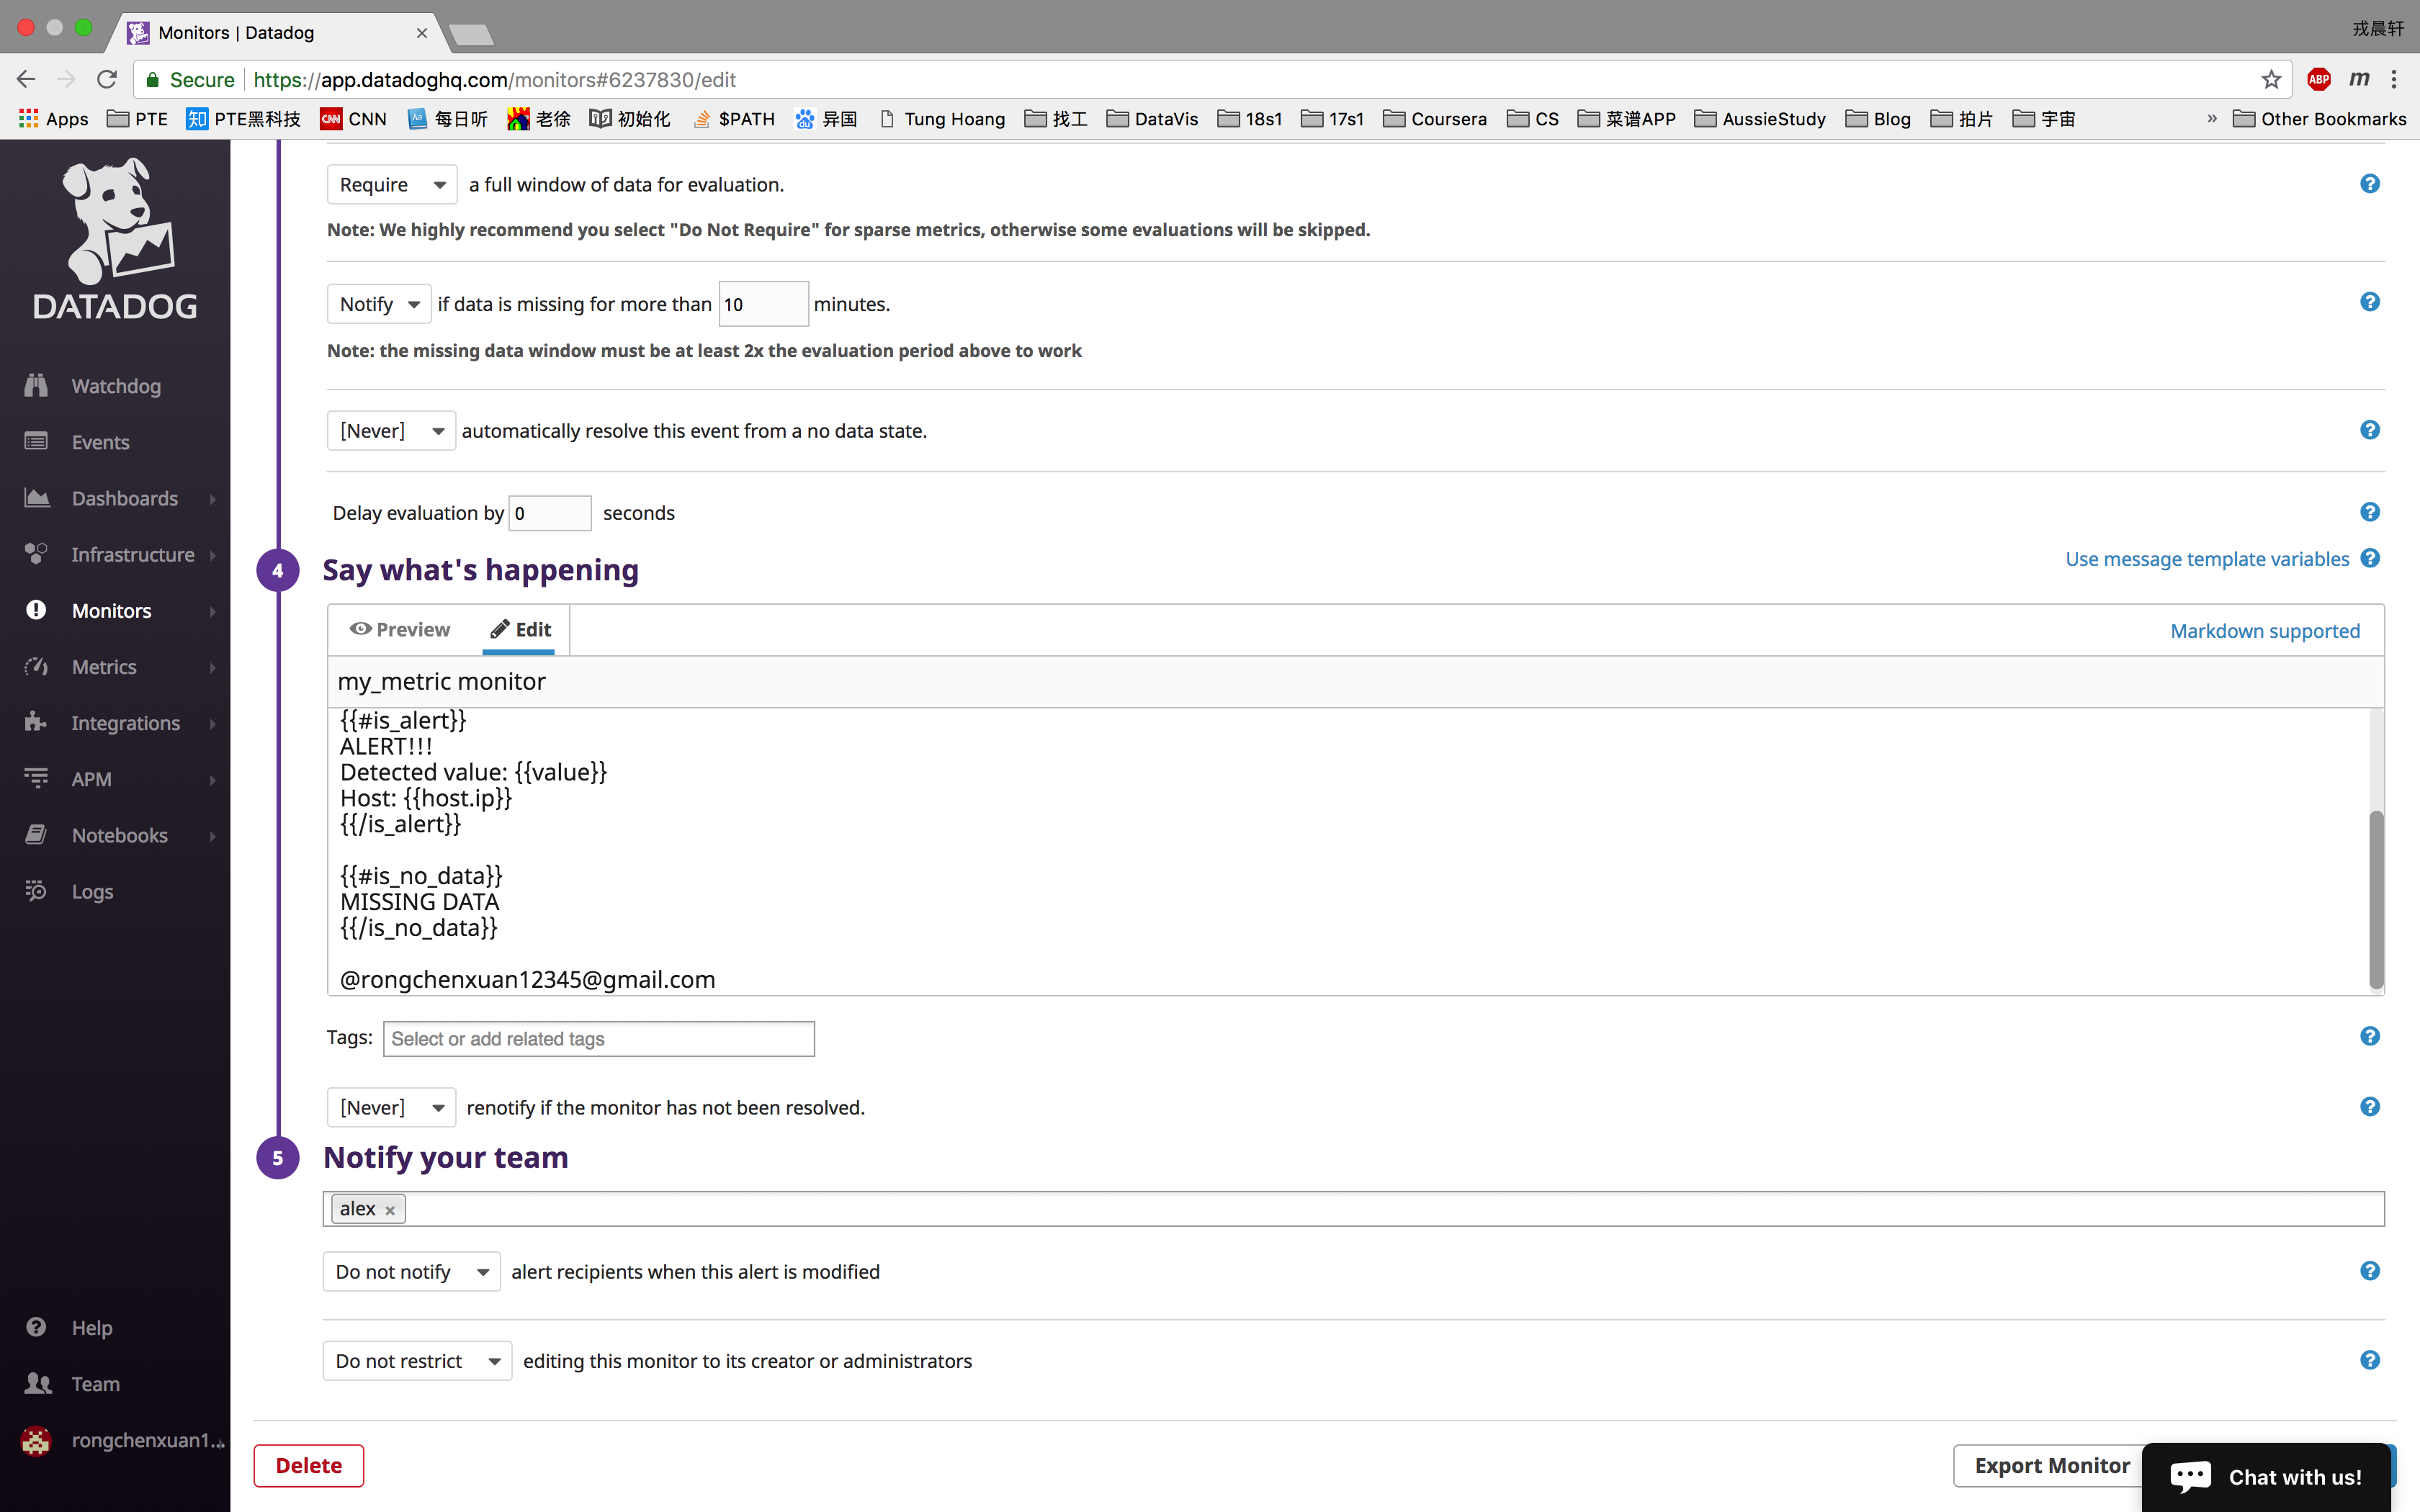 Monitors | Datadog
戎晨轩
Secure https://app.datadoghq.com/monitors#6237830/edit
ABP m
Apps PTE 知 PTE黑科技 CNN CNN Aa 每日听 老徐 初始化 $PATH du 异国 Tung Hoang 找工 DataVis 18s1 17s1 Coursera CS 菜谱APP AussieStudy Blog 拍片 宇宙 » Other Bookmarks
DATADOG
Watchdog
Events
Dashboards
Infrastructure
Monitors
Metrics
Integrations
APM
Notebooks
Logs
Help
Team
rongchenxuan1...
Require a full window of data for evaluation.
Note: We highly recommend you select "Do Not Require" for sparse metrics, otherwise some evaluations will be skipped.
Notify if data is missing for more than 10 minutes.
Note: the missing data window must be at least 2x the evaluation period above to work
[Never] automatically resolve this event from a no data state.
Delay evaluation by 0 seconds
4 Say what's happening
Use message template variables
Preview Edit
Markdown supported
my_metric monitor
{{#is_alert}}
ALERT!!!
Detected value: {{value}}
Host: {{host.ip}}
{{/is_alert}}
{{#is_no_data}}
MISSING DATA
{{/is_no_data}}
@rongchenxuan12345@gmail.com
Tags: Select or add related tags
[Never] renotify if the monitor has not been resolved.
5 Notify your team
alex ×
Do not notify alert recipients when this alert is modified
Do not restrict editing this monitor to its creator or administrators
Delete
Export Monitor
Chat with us!